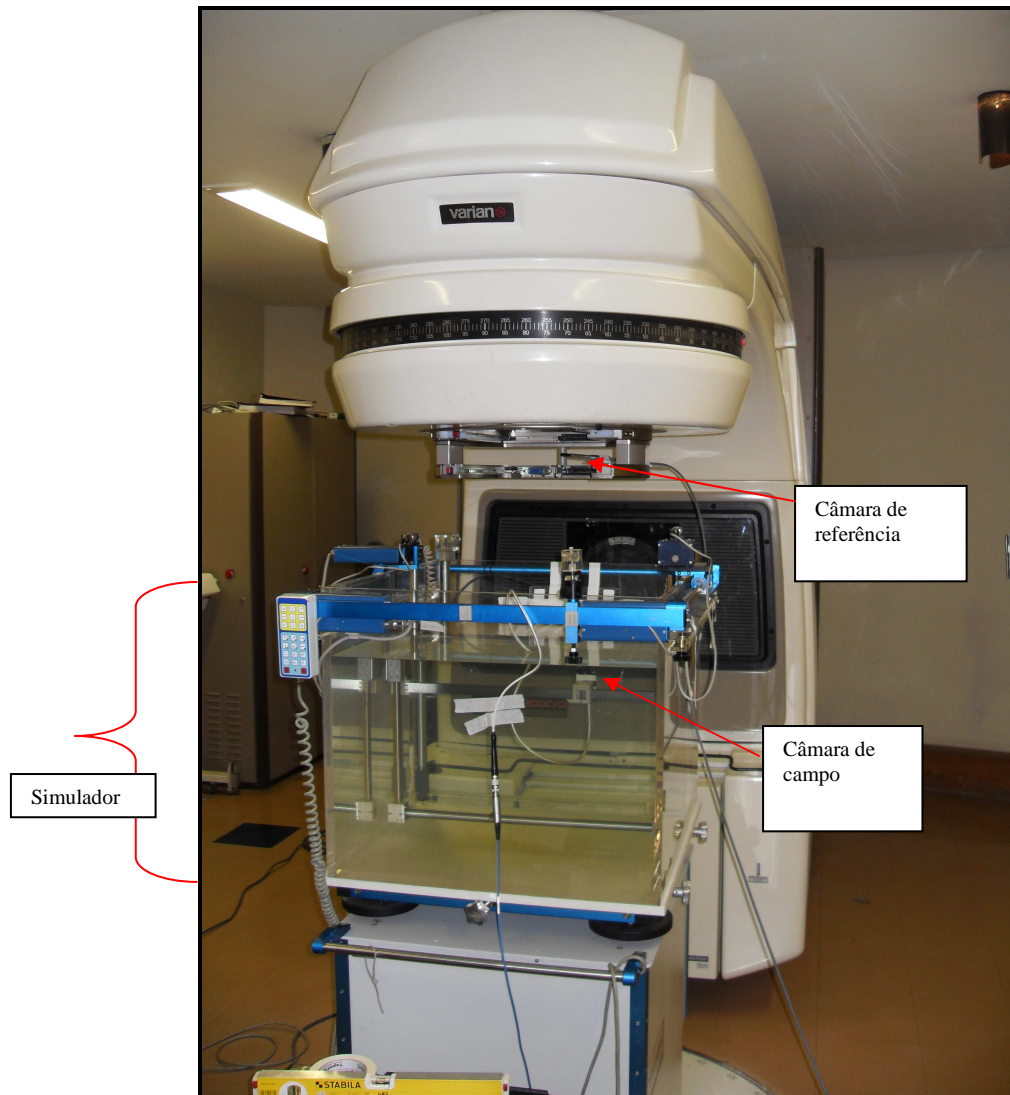 varian
Câmara de
referência
Câmara de
campo
Simulador
STABILA